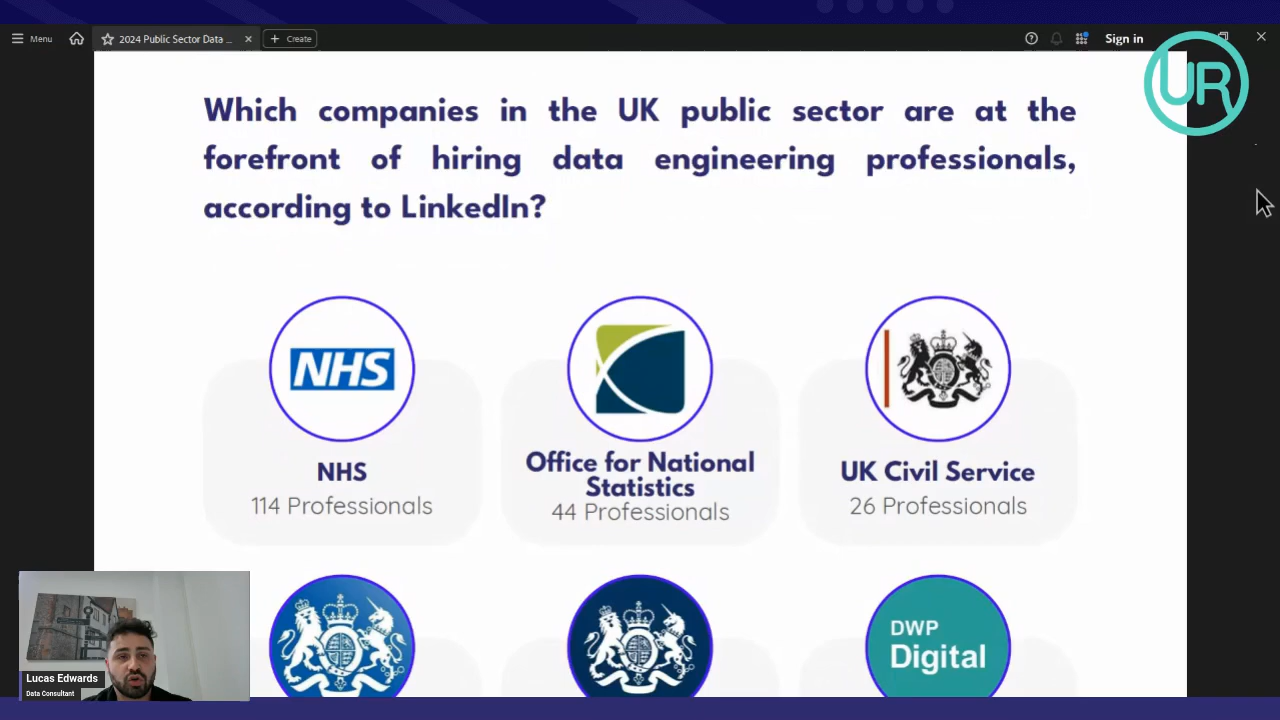 Menu
2024 Public Sector Data ...
Create
Sign in
UR
Which companies in the UK public sector are at the
forefront of hiring data engineering professionals,
according to LinkedIn?
NHS
NHS
114 Professionals
Office for National
Statistics
44 Professionals
UK Civil Service
26 Professionals
DWP
Digital
Lucas Edwards
Data Consultant